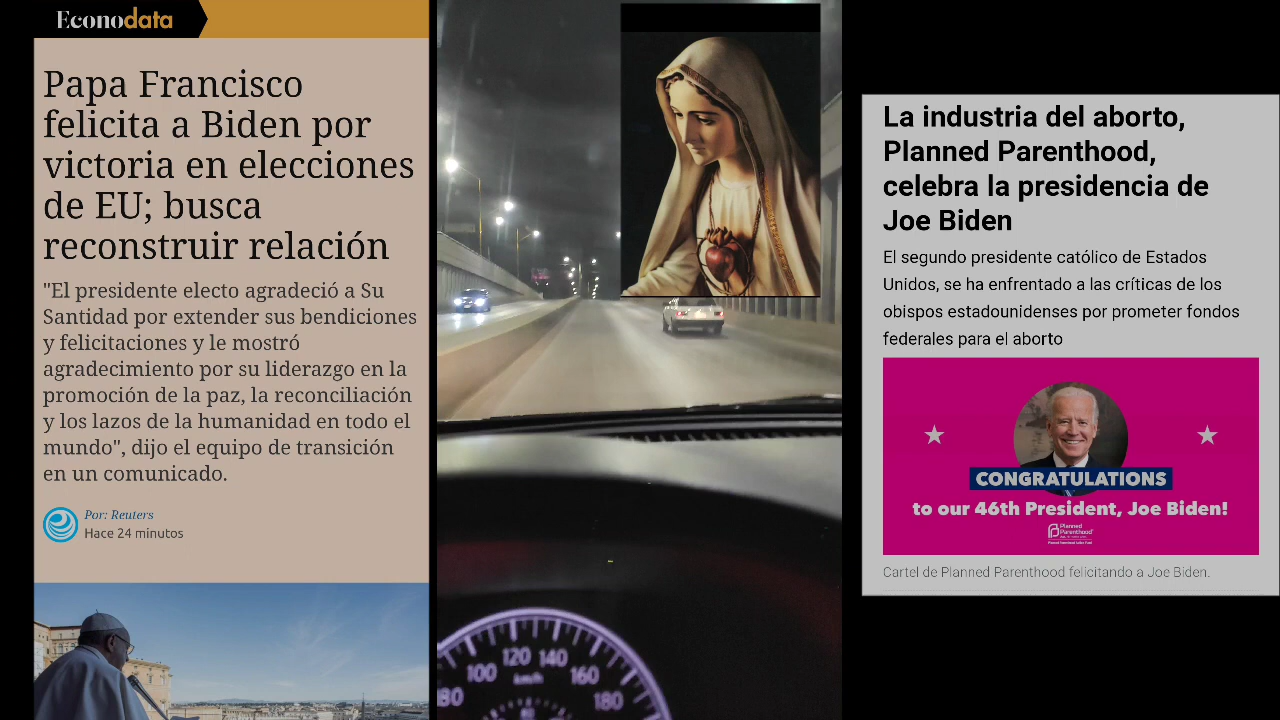 Econodata
Papa Francisco
felicita a Biden por
victoria en elecciones
de EU; busca
reconstruir relación
"El presidente electo agradeció a Su
Santidad por extender sus bendiciones
y felicitaciones y le mostró
agradecimiento por su liderazgo en la
promoción de la paz, la reconciliación
y los lazos de la humanidad en todo el
mundo", dijo el equipo de transición
en un comunicado.
Por: Reuters
Hace 24 minutos
80
100
120
140
160
180
km/h
La industria del aborto,
Planned Parenthood,
celebra la presidencia de
Joe Biden
El segundo presidente católico de Estados
Unidos, se ha enfrentado a las críticas de los
obispos estadounidenses por prometer fondos
federales para el aborto
CONGRATULATIONS
to our 46th President, Joe Biden!
Planned
Parenthood
Cartel de Planned Parenthood felicitando a Joe Biden.